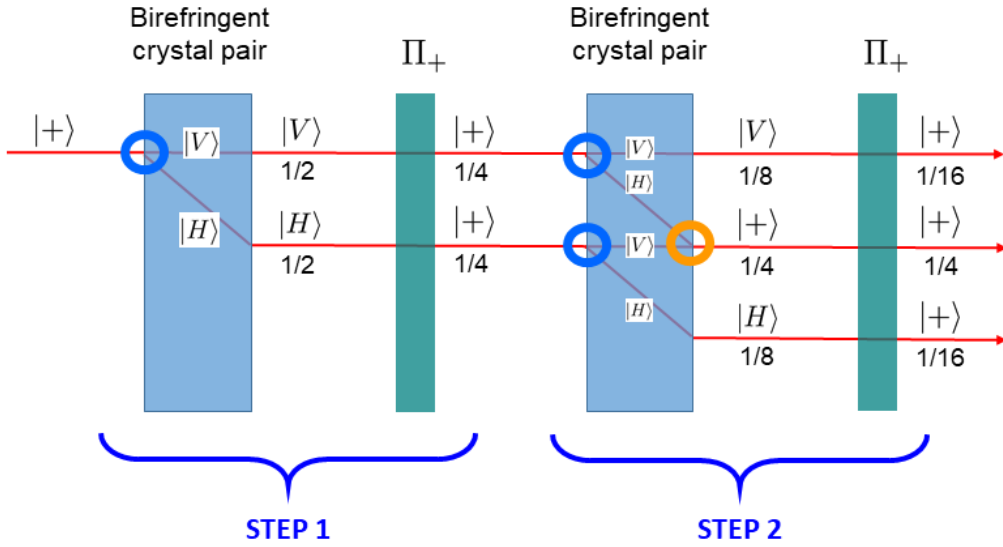 Birefringent
crystal pair
Π₊
Birefringent
crystal pair
Π₊
|+⟩
|V⟩
|V⟩
1/2
|+⟩
1/4
|V⟩
|H⟩
|V⟩
1/8
|+⟩
1/16
|H⟩
|H⟩
1/2
|+⟩
1/4
|V⟩
|+⟩
1/4
|+⟩
1/4
|H⟩
|H⟩
1/8
|+⟩
1/16
STEP 1
STEP 2